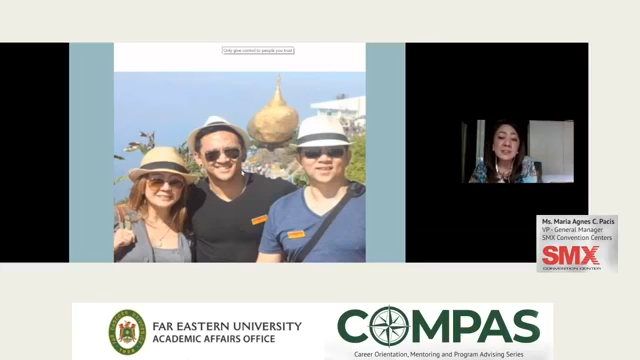 Only give control to people you trust
Ms. Maria Agnes C. Pacis
VP - General Manager
SMX Convention Centers
SMX
CONVENTION CENTER
FAR EASTERN UNIVERSITY
ACADEMIC AFFAIRS OFFICE
COMPAS
Career Orientation, Mentoring and Program Advising Series